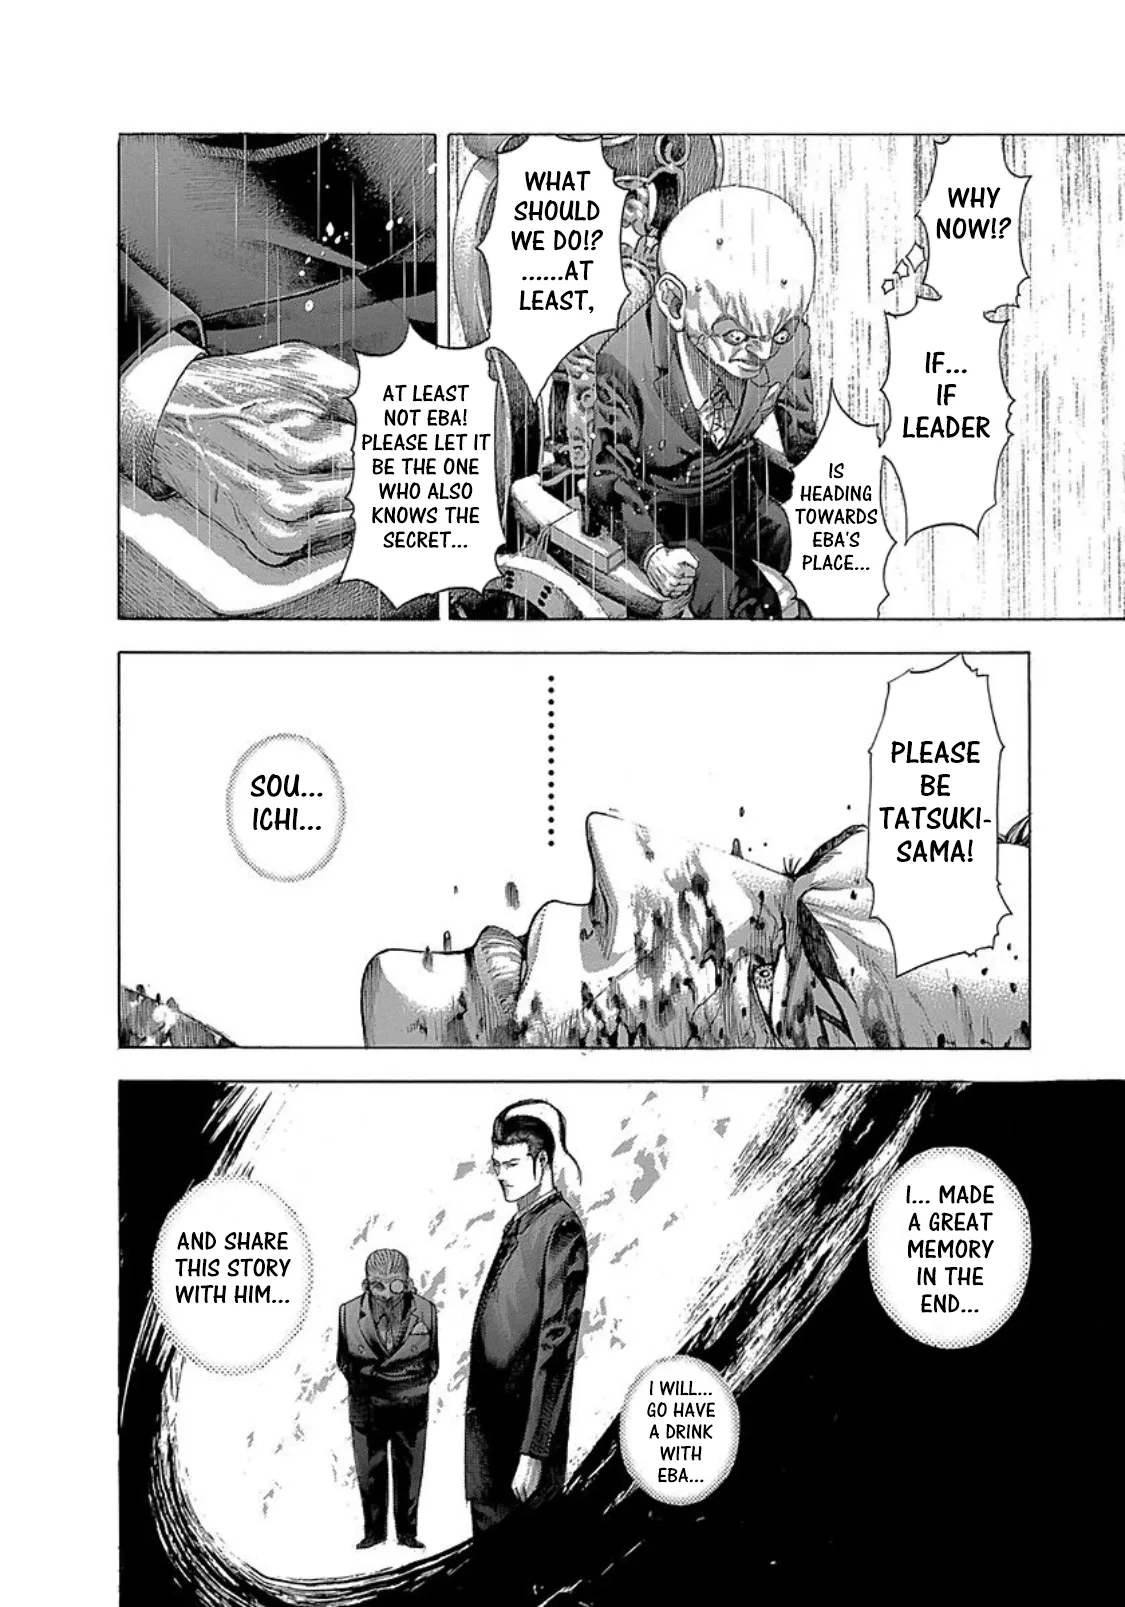 WHY
NOW!?
IF...
IF
LEADER
IS
HEADING
TOWARDS
EBA'S
PLACE...
WHAT
SHOULD
WE DO!?
......AT
LEAST,
AT LEAST
NOT EBA!
PLEASE LET IT
BE THE ONE
WHO ALSO
KNOWS THE
SECRET...
PLEASE
BE
TATSUKI-
SAMA!
...............
SOU...
ICHI...
I... MADE
A GREAT
MEMORY
IN THE
END...
I WILL...
GO HAVE
A DRINK
WITH
EBA...
AND SHARE
THIS STORY
WITH HIM...